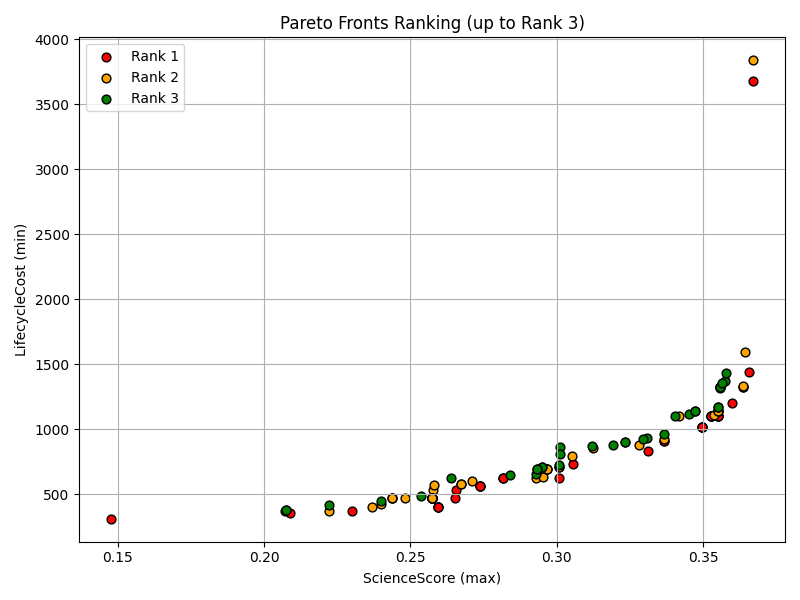 Pareto Fronts Ranking (up to Rank 3)
Rank 1
Rank 2
Rank 3
LifecycleCost (min)
4000
3500
3000
2500
2000
1500
1000
500
0.15 0.20 0.25 0.30 0.35
ScienceScore (max)